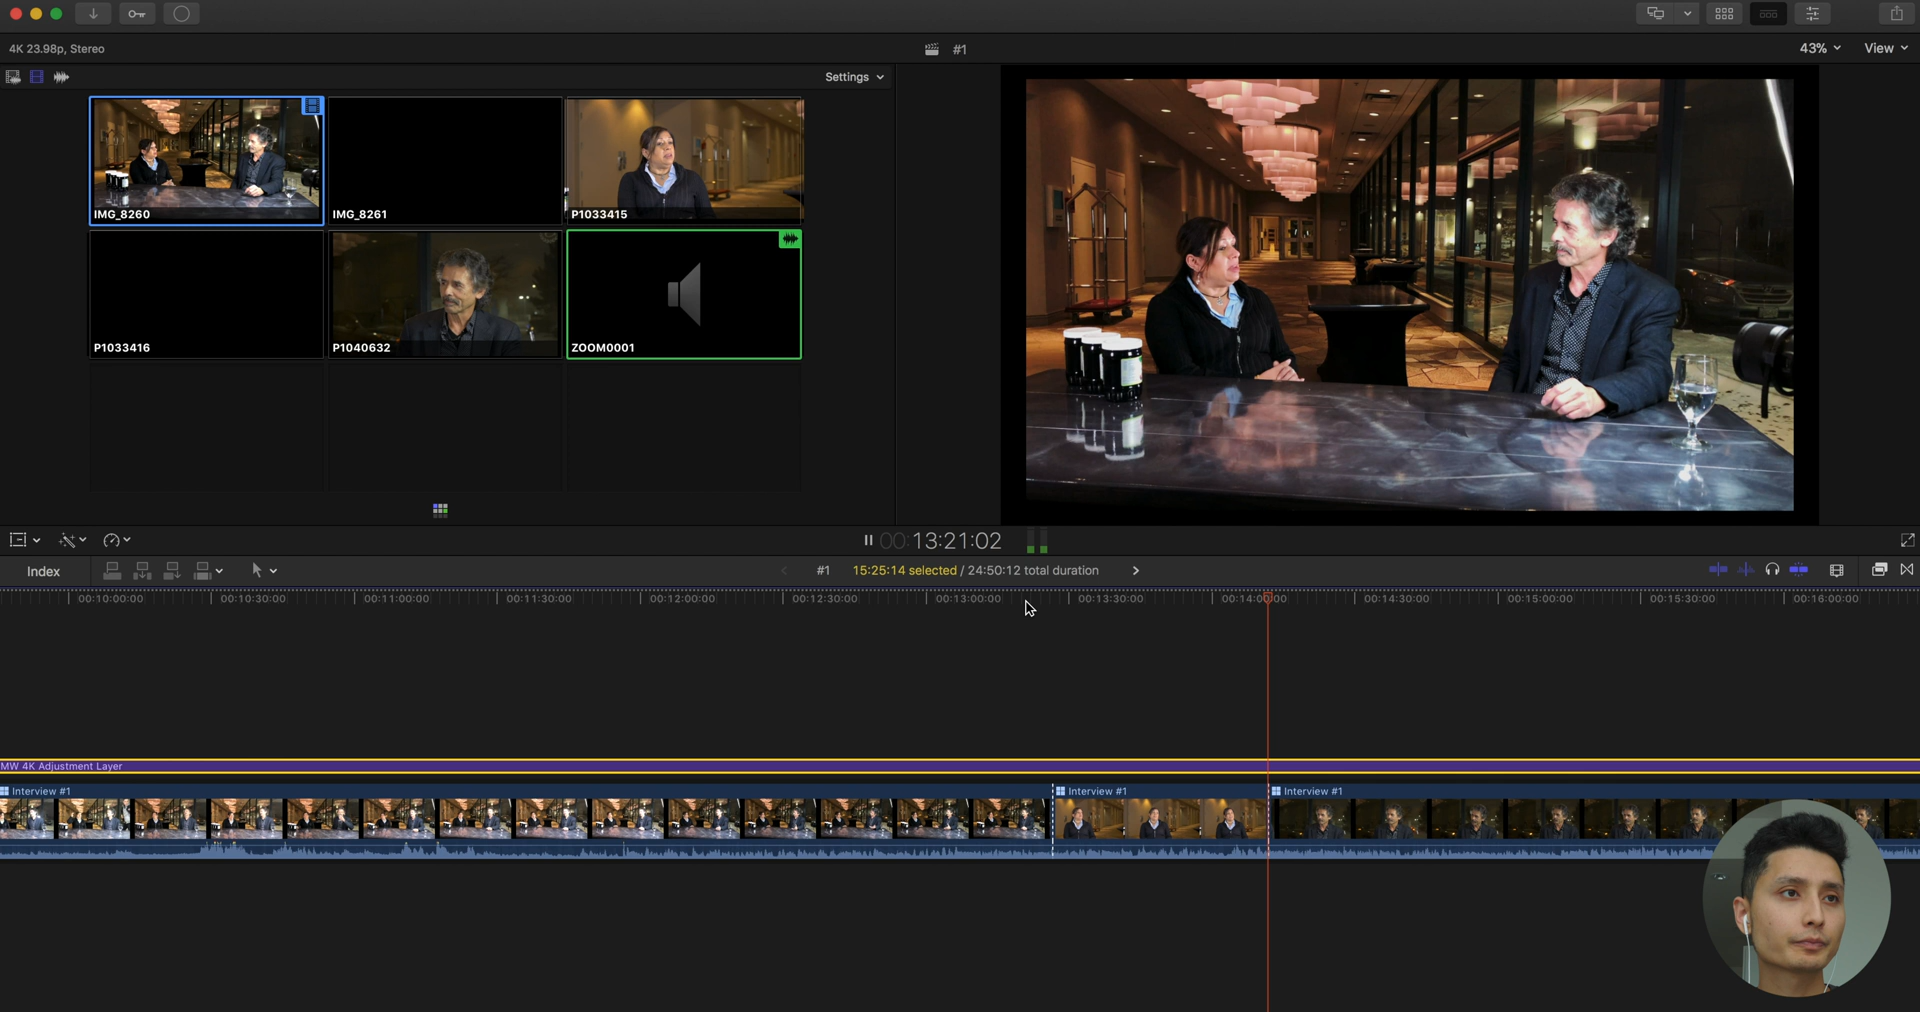 4K 23.98p, Stereo
#1
43%
View
Settings
IMG_8260
IMG_8261
P1033415
P1033416
P1040632
ZOOM0001
00:13:21:02
Index
#1
15:25:14 selected / 24:50:12 total duration
00:10:00:00
00:10:30:00
00:11:00:00
00:11:30:00
00:12:00:00
00:12:30:00
00:13:00:00
00:13:30:00
00:14:00:00
00:14:30:00
00:15:00:00
00:15:30:00
00:16:00:00
MW 4K Adjustment Layer
Interview #1
Interview #1
Interview #1